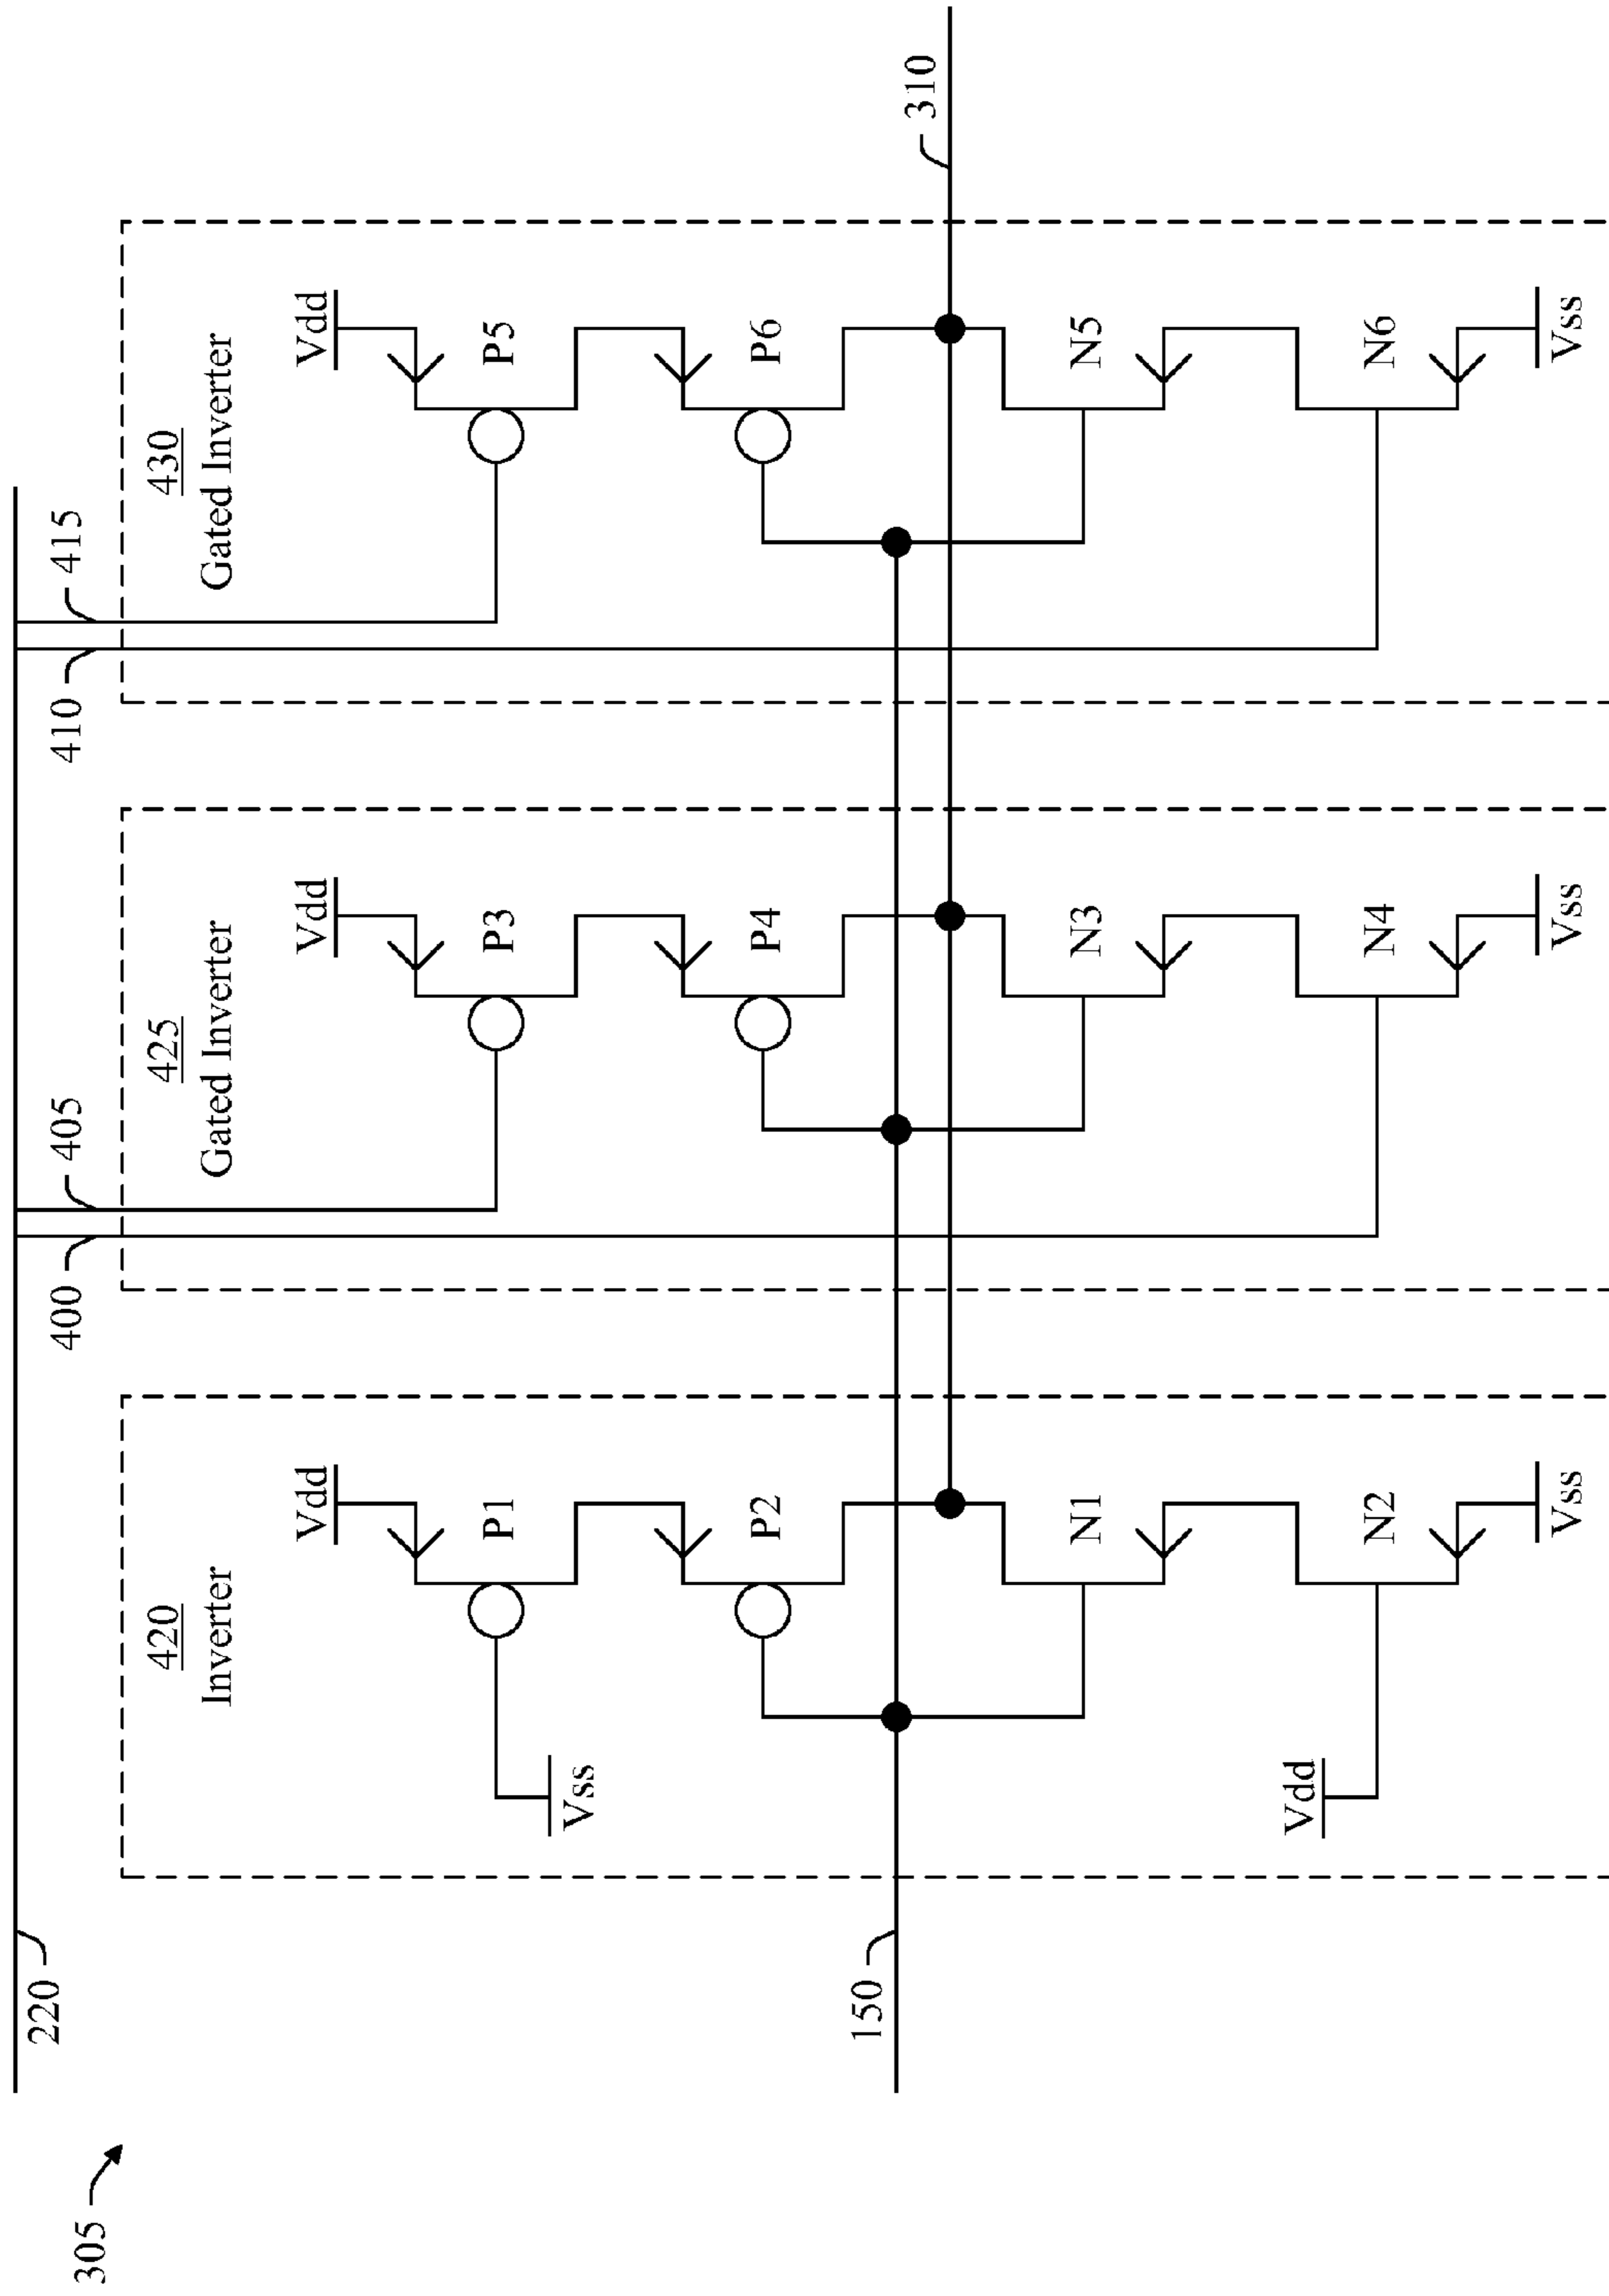 305
220
400
405
410
415
420
Inverter
425
Gated Inverter
430
Gated Inverter
Vdd
Vdd
Vdd
P1
P3
P5
Vss
P2
P4
P6
150
310
N1
N3
N5
Vdd
N2
N4
N6
Vss
Vss
Vss